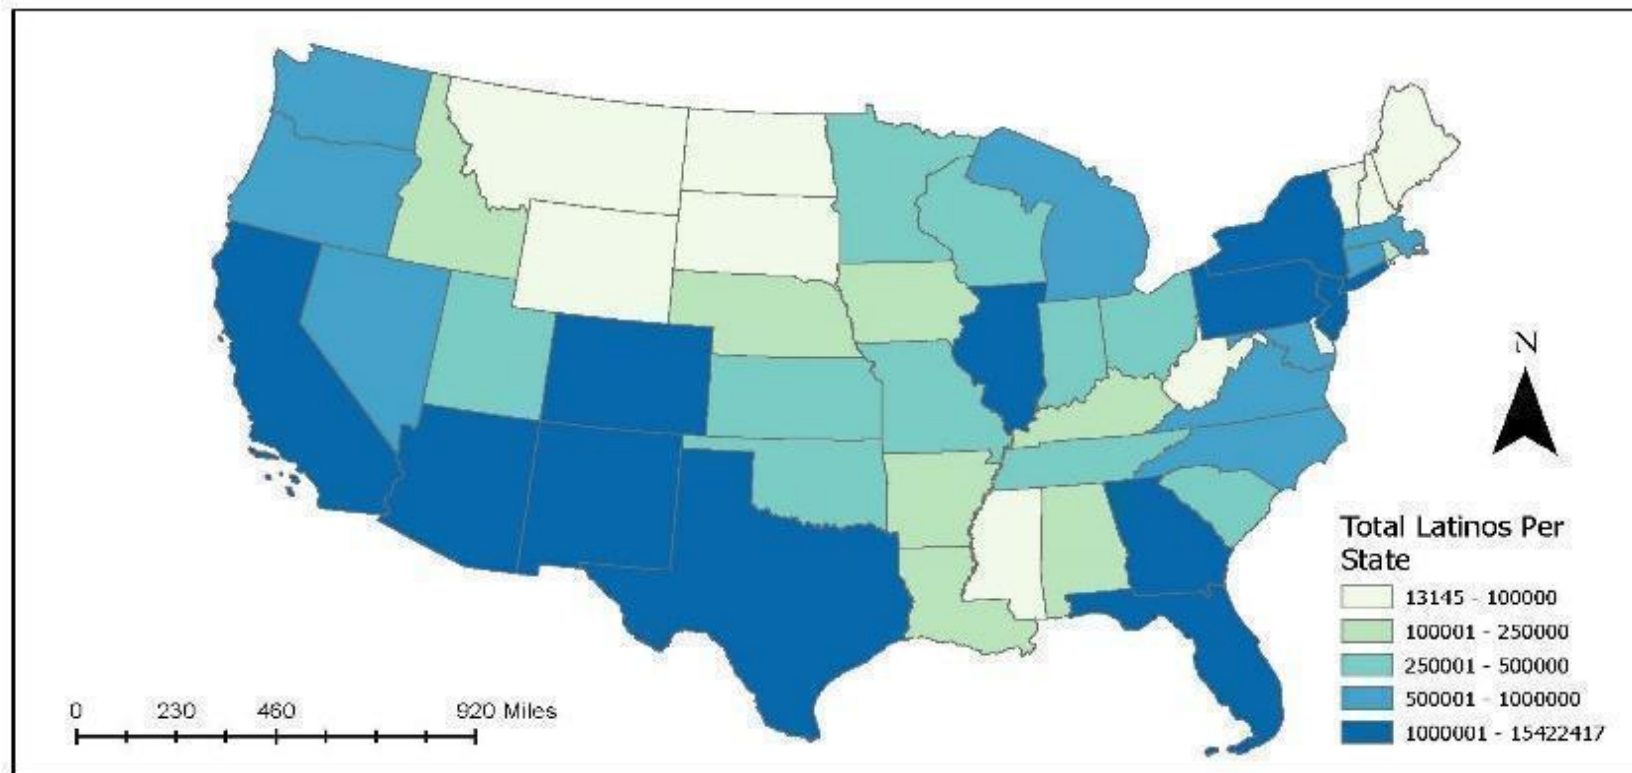 N
Total Latinos Per
State
13145 - 100000
100001 - 250000
250001 - 500000
500001 - 1000000
1000001 - 15422417
0 230 460 920 Miles